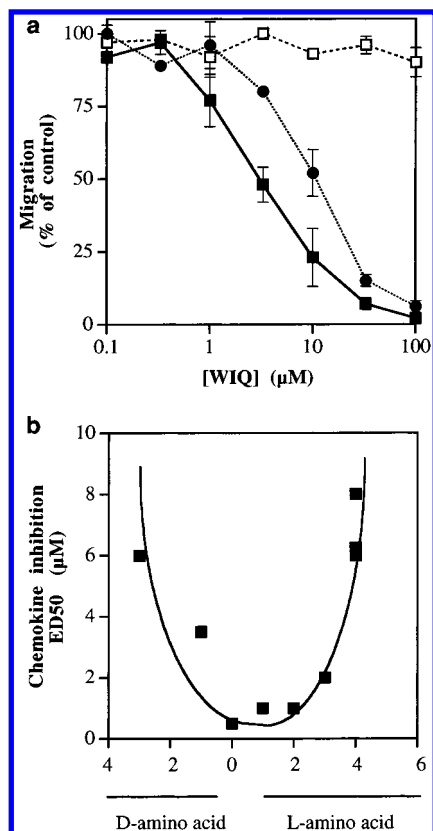 a
100
75
50
25
0
Migration
(% of control)
0.1 1 10 100
[WIQ] (µM)
b
10
8
6
4
2
0
Chemokine inhibition
ED50 (µM)
4 2 0 2 4 6
D-amino acid L-amino acid